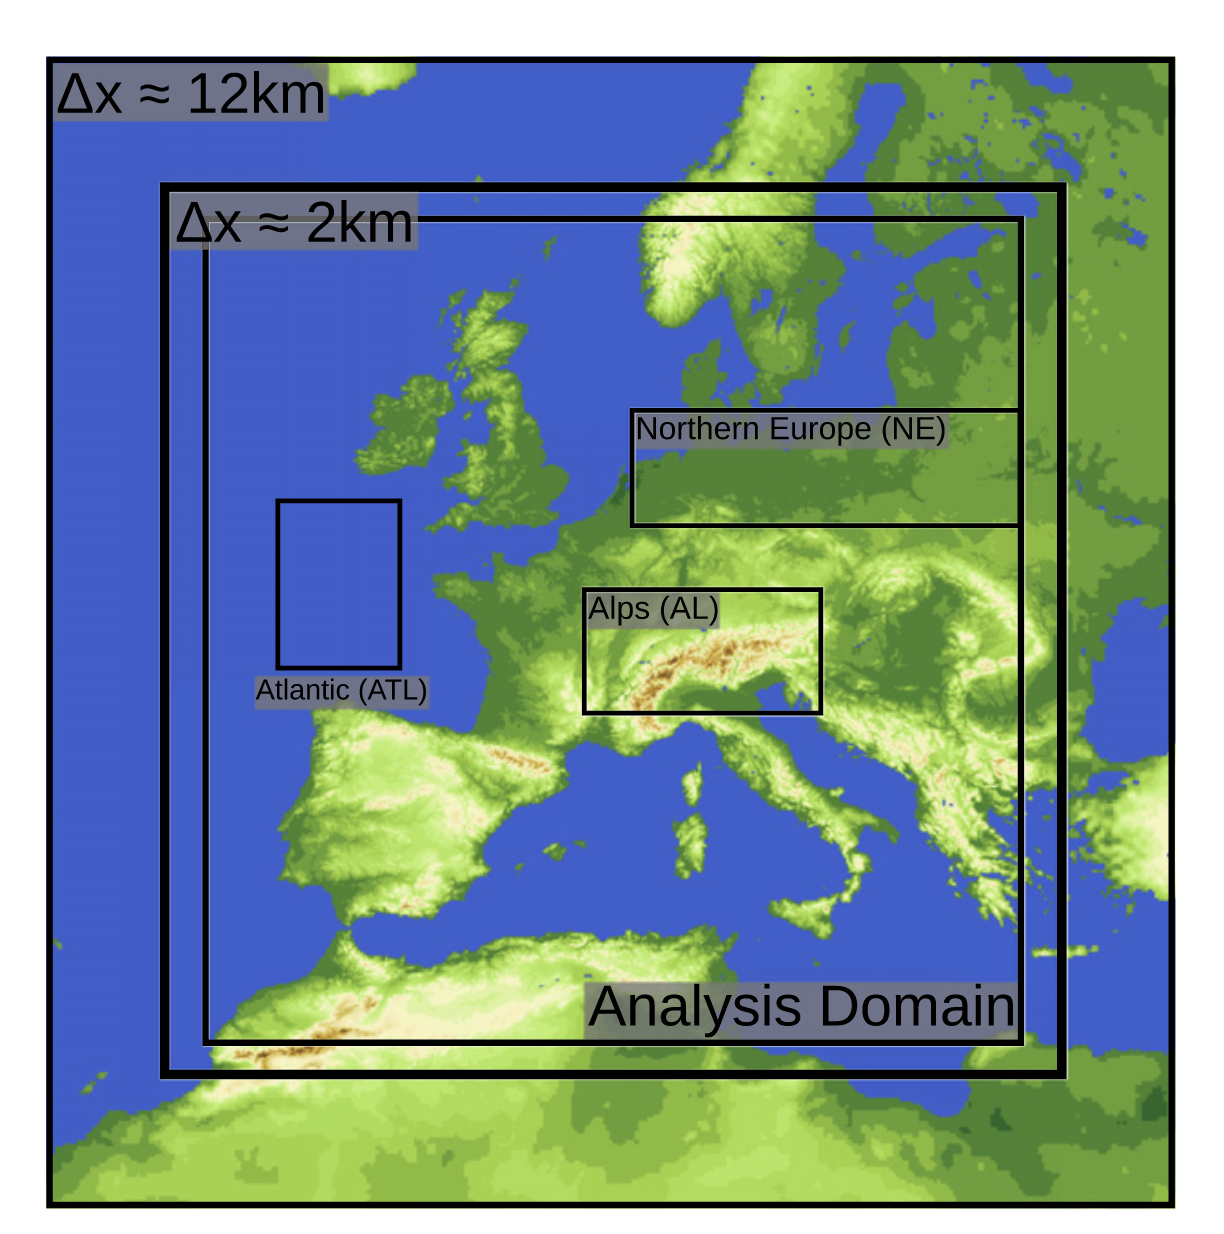 Δx ≈ 12km
Δx ≈ 2km
Northern Europe (NE)
Alps (AL)
Atlantic (ATL)
Analysis Domain